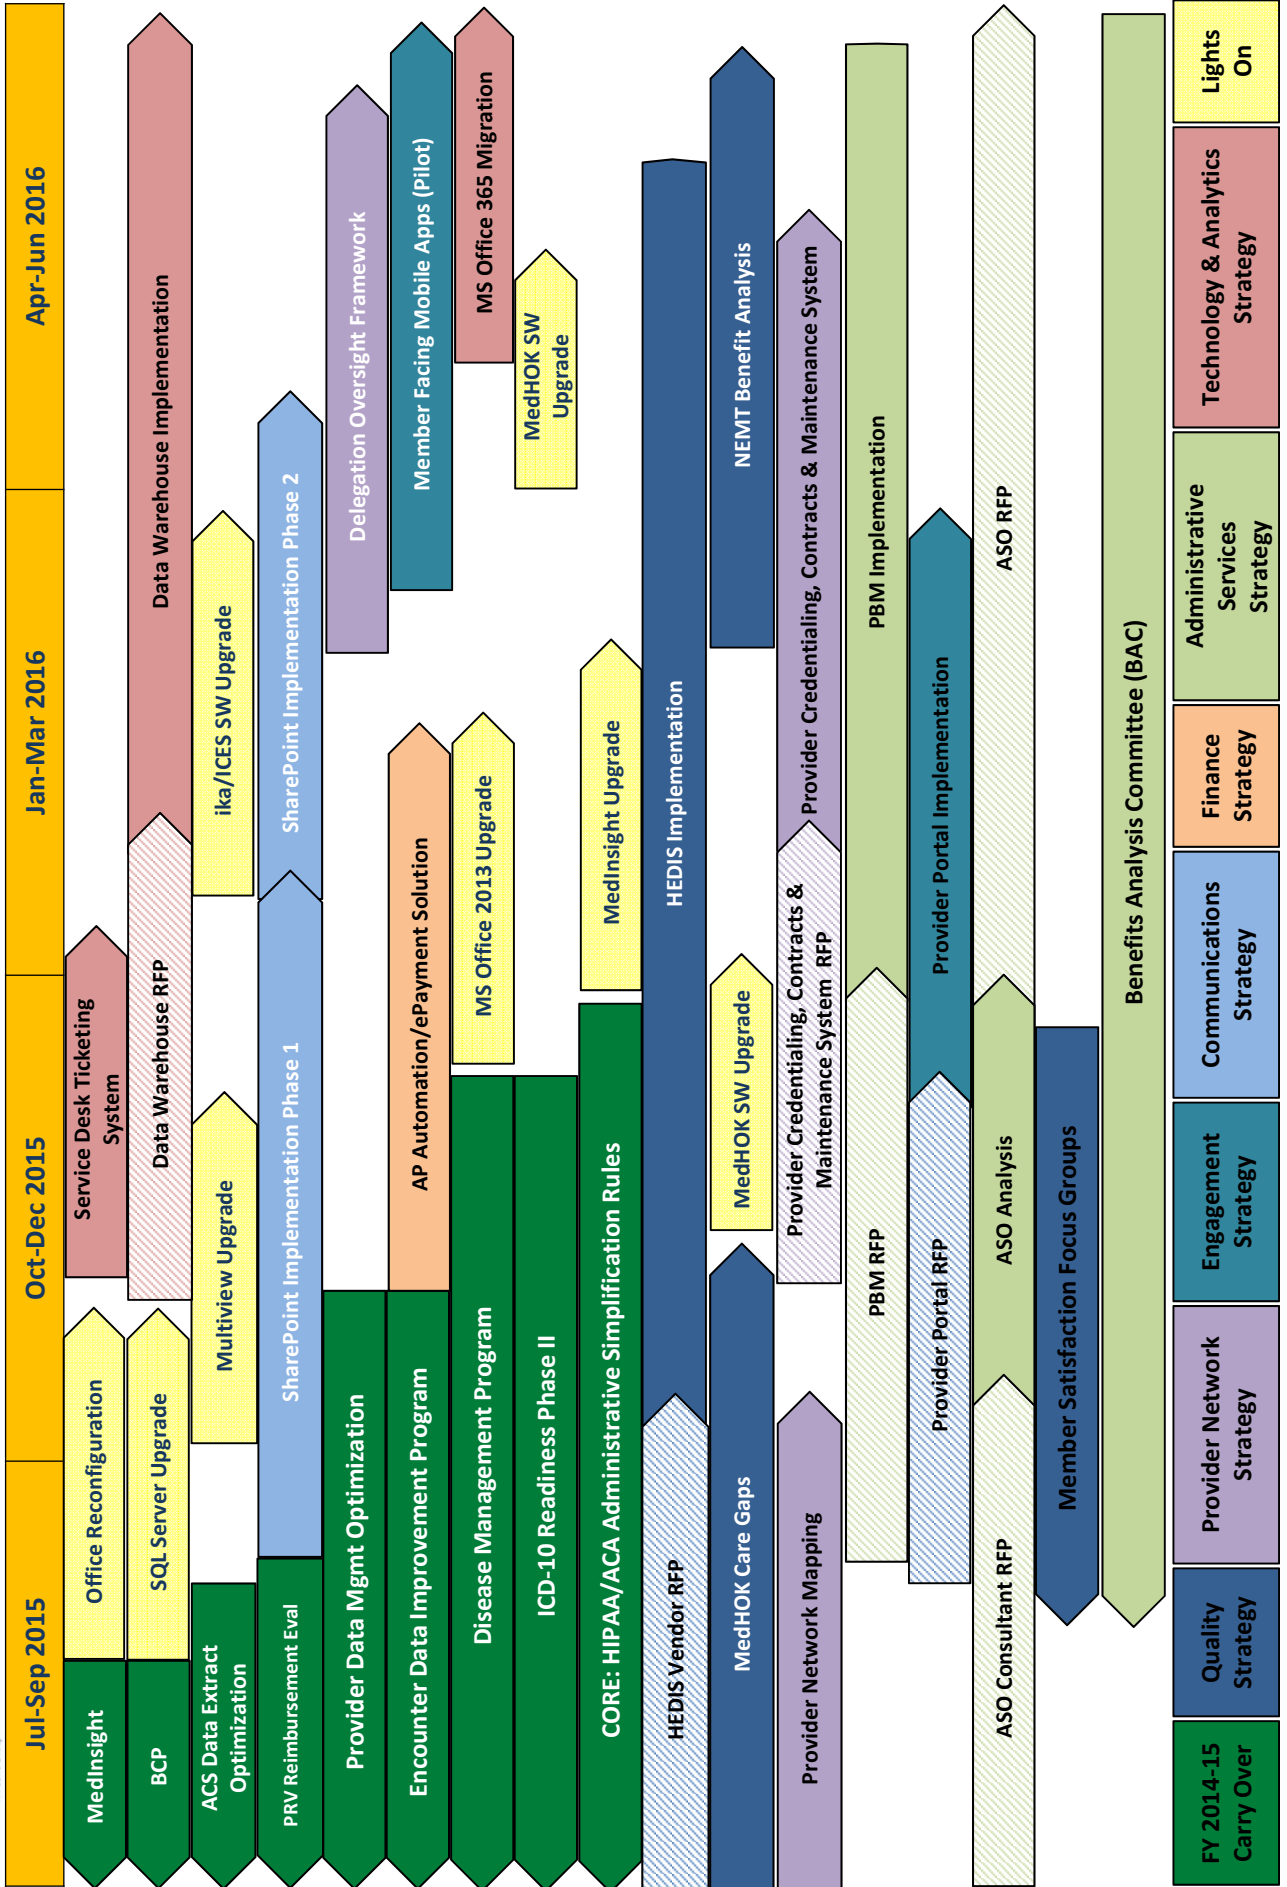 Jul-Sep 2015
Oct-Dec 2015
Jan-Mar 2016
Apr-Jun 2016
MedInsight
Office Reconfiguration
Service Desk Ticketing
System
BCP
SQL Server Upgrade
Data Warehouse RFP
Data Warehouse Implementation
ACS Data Extract
Optimization
Multiview Upgrade
ika/ICES SW Upgrade
PRV Reimbursement Eval
SharePoint Implementation Phase 1
SharePoint Implementation Phase 2
Provider Data Mgmt Optimization
Delegation Oversight Framework
Encounter Data Improvement Program
AP Automation/ePayment Solution
Member Facing Mobile Apps (Pilot)
Disease Management Program
MS Office 2013 Upgrade
MS Office 365 Migration
ICD-10 Readiness Phase II
MedHOK SW
Upgrade
CORE: HIPAA/ACA Administrative Simplification Rules
MedInsight Upgrade
HEDIS Vendor RFP
HEDIS Implementation
MedHOK Care Gaps
MedHOK SW Upgrade
NEMT Benefit Analysis
Provider Network Mapping
Provider Credentialing, Contracts &
Maintenance System RFP
Provider Credentialing, Contracts & Maintenance System
PBM RFP
PBM Implementation
Provider Portal RFP
Provider Portal Implementation
ASO Consultant RFP
ASO Analysis
ASO RFP
Member Satisfaction Focus Groups
Benefits Analysis Committee (BAC)
FY 2014-15
Carry Over
Quality
Strategy
Provider Network
Strategy
Engagement
Strategy
Communications
Strategy
Finance
Strategy
Administrative
Services
Strategy
Technology & Analytics
Strategy
Lights
On